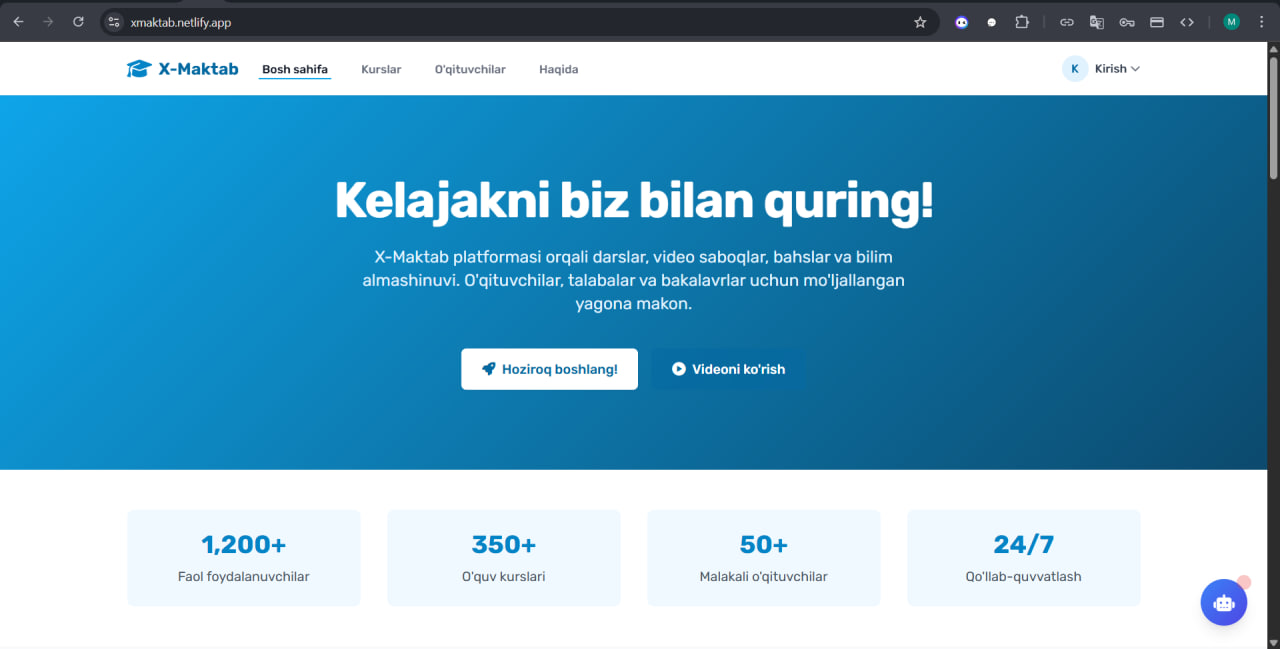 xmaktab.netlify.app
M
X-Maktab
Bosh sahifa
Kurslar
O'qituvchilar
Haqida
K
Kirish
Kelajakni biz bilan quring!
X-Maktab platformasi orqali darslar, video saboqlar, bahslar va bilim
almashinuvi. O'qituvchilar, talabalar va bakalavrlar uchun mo'ljallangan
yagona makon.
Hoziroq boshlang!
Videoni ko'rish
1,200+
Faol foydalanuvchilar
350+
O'quv kurslari
50+
Malakali o'qituvchilar
24/7
Qo'llab-quvvatlash